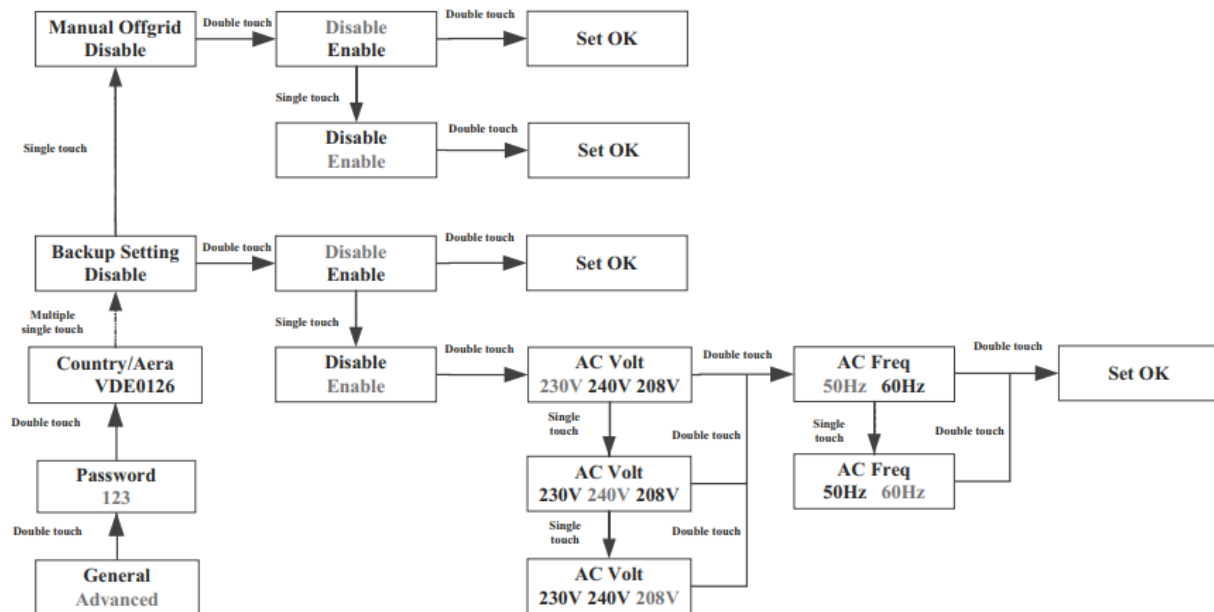 Manual Offgrid
Disable
Double touch
Disable
Enable
Double touch
Set OK
Single touch
Disable
Enable
Double touch
Set OK
Single touch
Backup Setting
Disable
Double touch
Disable
Enable
Double touch
Set OK
Multiple
single touch
Single touch
Country/Aera
VDE0126
Disable
Enable
Double touch
AC Volt
230V 240V 208V
Double touch
AC Freq
50Hz 60Hz
Double touch
Set OK
Double touch
Single
touch
Double touch
Single
touch
Double touch
Password
123
AC Volt
230V 240V 208V
AC Freq
50Hz 60Hz
Double touch
Single
touch
Double touch
General
Advanced
AC Volt
230V 240V 208V